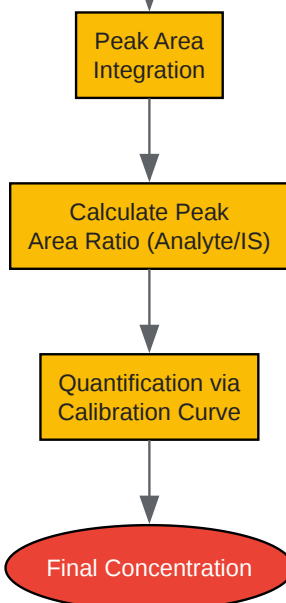 Peak Area
Integration
Calculate Peak
Area Ratio (Analyte/IS)
Quantification via
Calibration Curve
Final Concentration